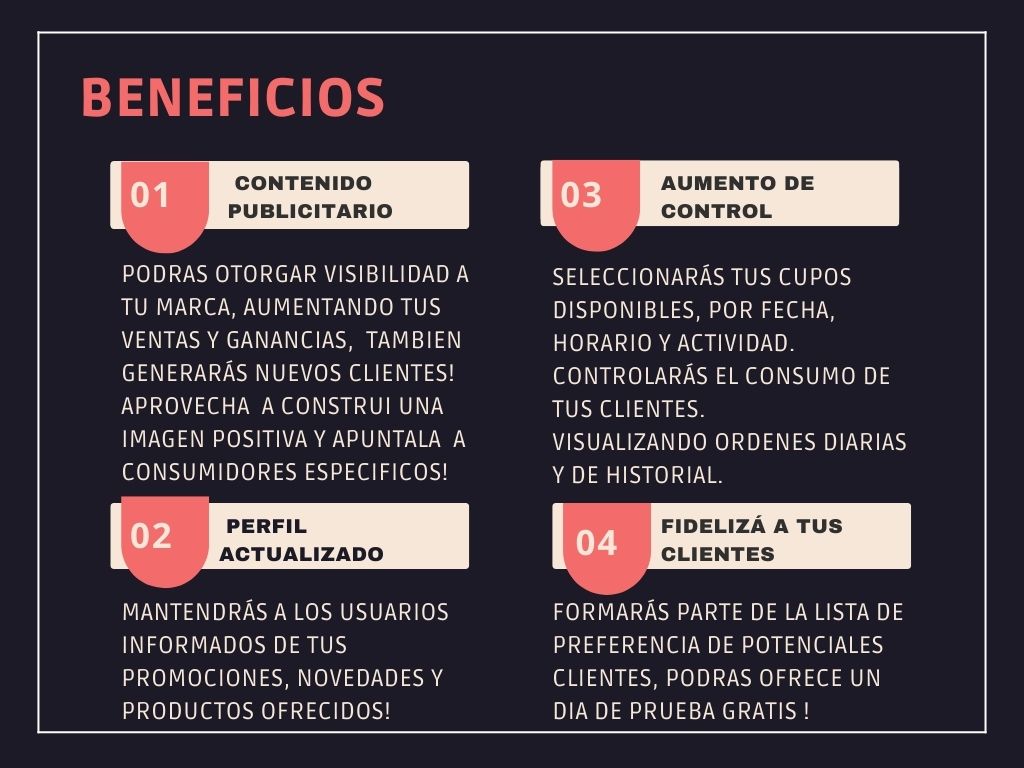 BENEFICIOS
01
CONTENIDO
PUBLICITARIO
PODRAS OTORGAR VISIBILIDAD A
TU MARCA, AUMENTANDO TUS
VENTAS Y GANANCIAS, TAMBIEN
GENERARÁS NUEVOS CLIENTES!
APROVECHA A CONSTRUI UNA
IMAGEN POSITIVA Y APUNTALA A
CONSUMIDORES ESPECIFICOS!
02
PERFIL
ACTUALIZADO
MANTENDRÁS A LOS USUARIOS
INFORMADOS DE TUS
PROMOCIONES, NOVEDADES Y
PRODUCTOS OFRECIDOS!
03
AUMENTO DE
CONTROL
SELECCIONARÁS TUS CUPOS
DISPONIBLES, POR FECHA,
HORARIO Y ACTIVIDAD.
CONTROLARÁS EL CONSUMO DE
TUS CLIENTES.
VISUALIZANDO ORDENES DIARIAS
Y DE HISTORIAL.
04
FIDELIZÁ A TUS
CLIENTES
FORMARÁS PARTE DE LA LISTA DE
PREFERENCIA DE POTENCIALES
CLIENTES, PODRAS OFRECE UN
DIA DE PRUEBA GRATIS !